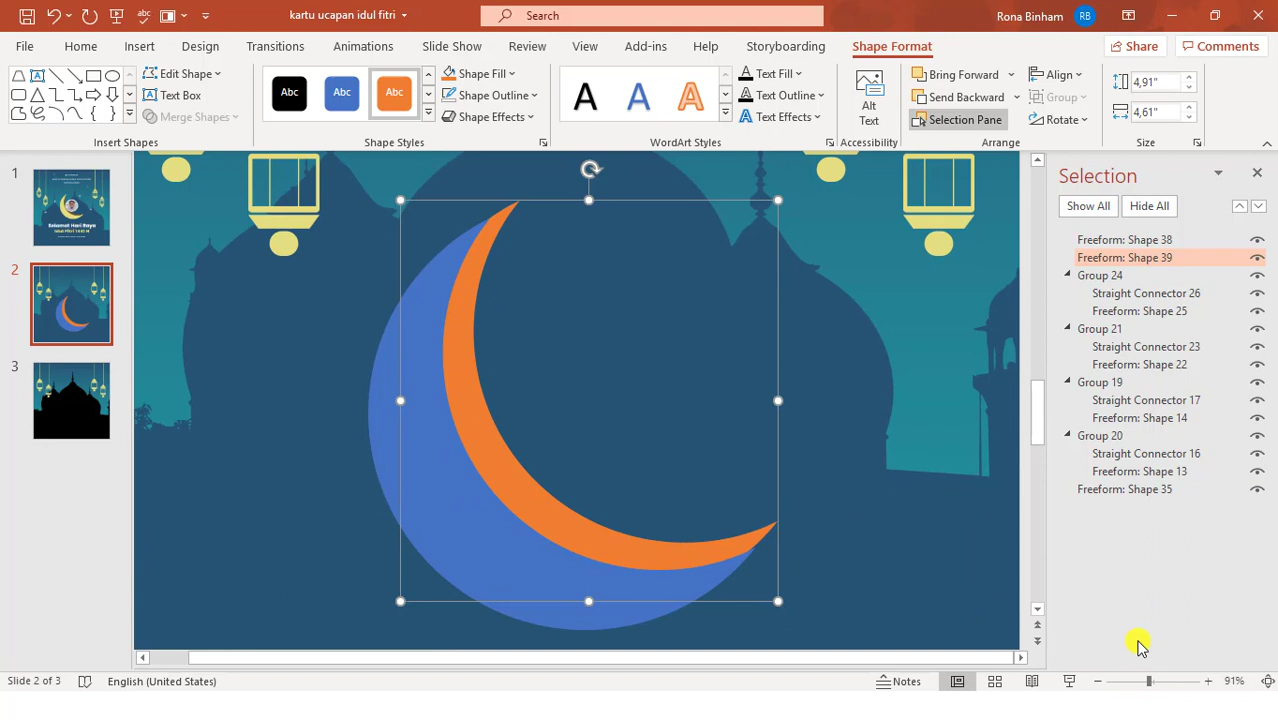 kartu ucapan idul fitri
Search
Rona Binham
RB
File
Home
Insert
Design
Transitions
Animations
Slide Show
Review
View
Add-ins
Help
Storyboarding
Shape Format
Share
Comments
Edit Shape
Text Box
Merge Shapes
Insert Shapes
Abc
Abc
Abc
Shape Fill
Shape Outline
Shape Effects
Shape Styles
A
A
A
Text Fill
Text Outline
Text Effects
WordArt Styles
Alt
Text
Accessibility
Bring Forward
Send Backward
Selection Pane
Align
Group
Rotate
Arrange
4,91"
4,61"
Size
1
Selamat Hari Raya
Idul Fitri 1442 H
2
3
Selection
Show All
Hide All
Freeform: Shape 38
Freeform: Shape 39
Group 24
Straight Connector 26
Freeform: Shape 25
Group 21
Straight Connector 23
Freeform: Shape 22
Group 19
Straight Connector 17
Freeform: Shape 14
Group 20
Straight Connector 16
Freeform: Shape 13
Freeform: Shape 35
Slide 2 of 3
English (United States)
Notes
91%